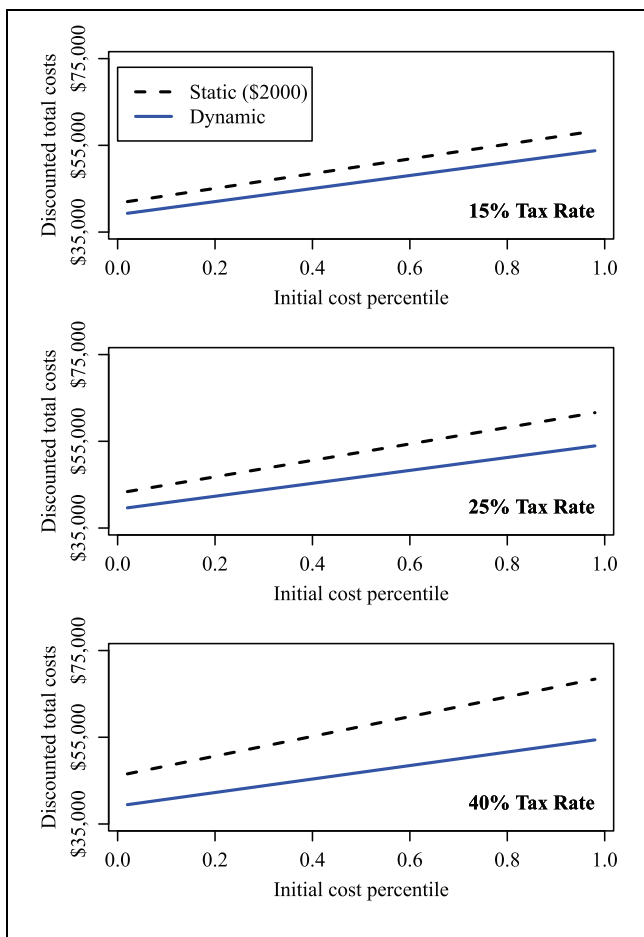 Discounted total costs
$35,000 $55,000 $75,000
Static ($2000)
Dynamic
15% Tax Rate
0.0 0.2 0.4 0.6 0.8 1.0
Initial cost percentile
Discounted total costs
$35,000 $55,000 $75,000
25% Tax Rate
0.0 0.2 0.4 0.6 0.8 1.0
Initial cost percentile
Discounted total costs
$35,000 $55,000 $75,000
40% Tax Rate
0.0 0.2 0.4 0.6 0.8 1.0
Initial cost percentile